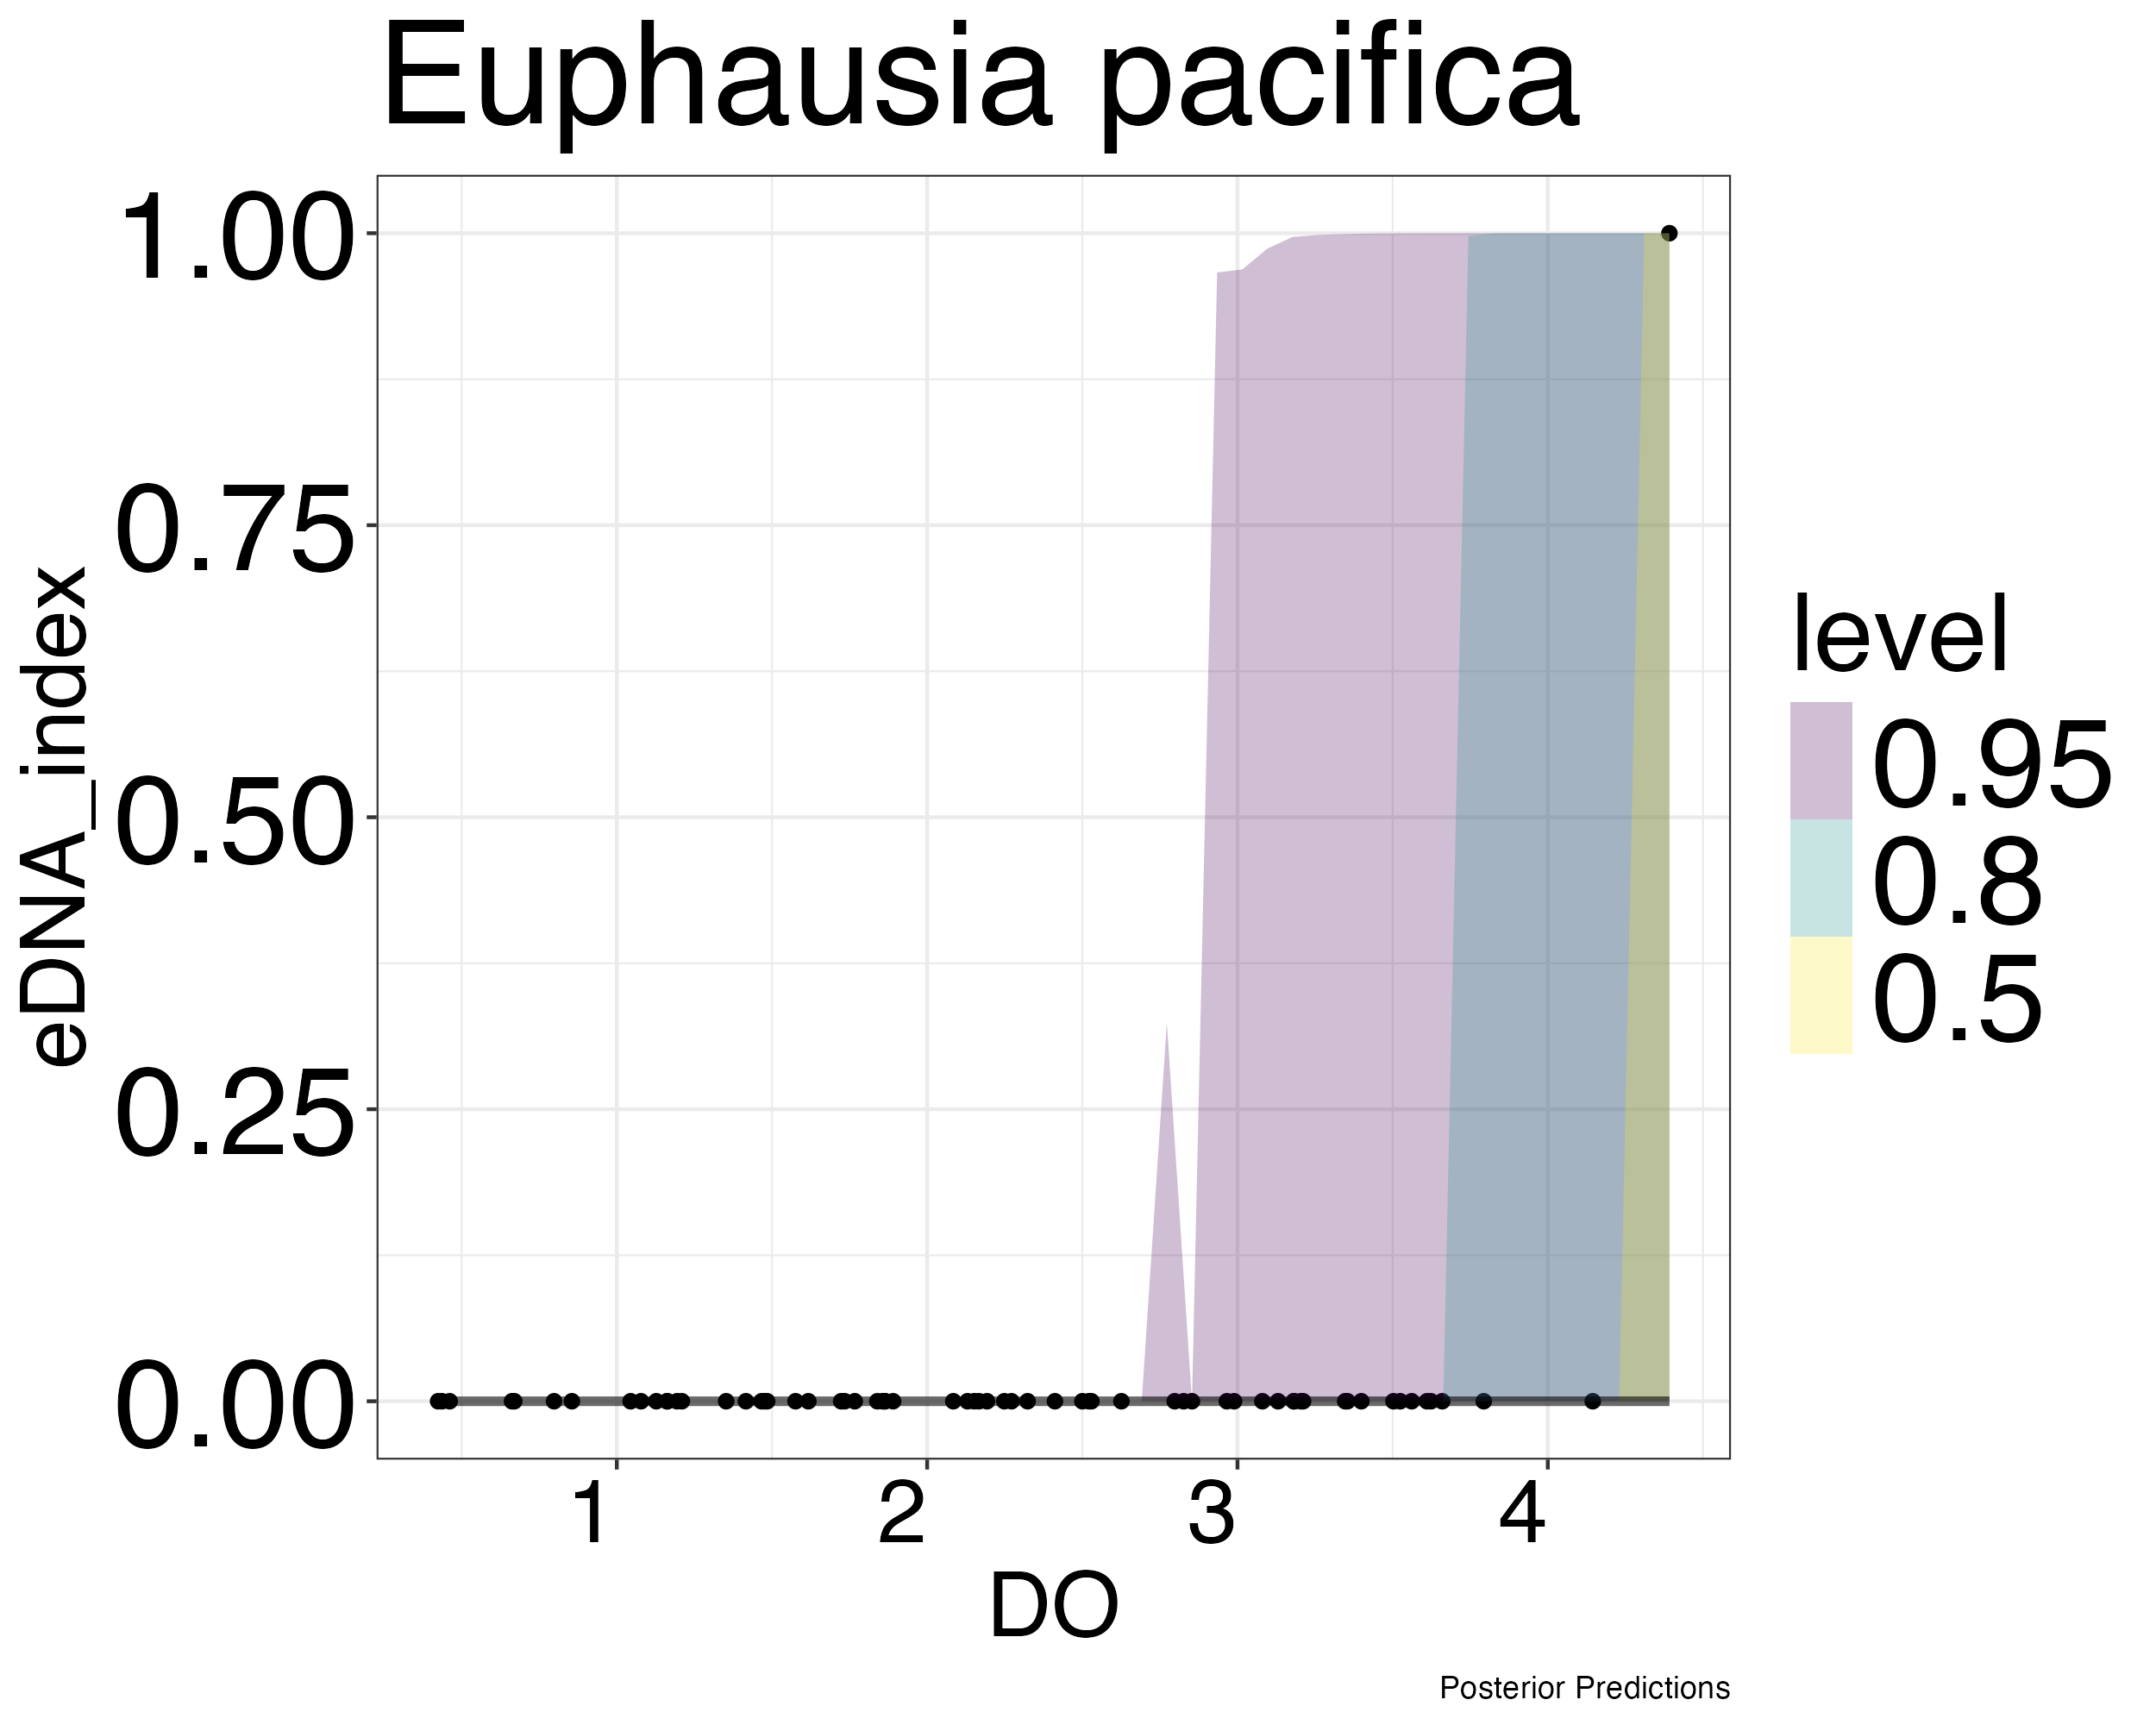 Euphausia pacifica
eDNA_index
1.00
0.75
0.50
0.25
0.00
1 2 3 4
DO
level
0.95
0.8
0.5
Posterior Predictions